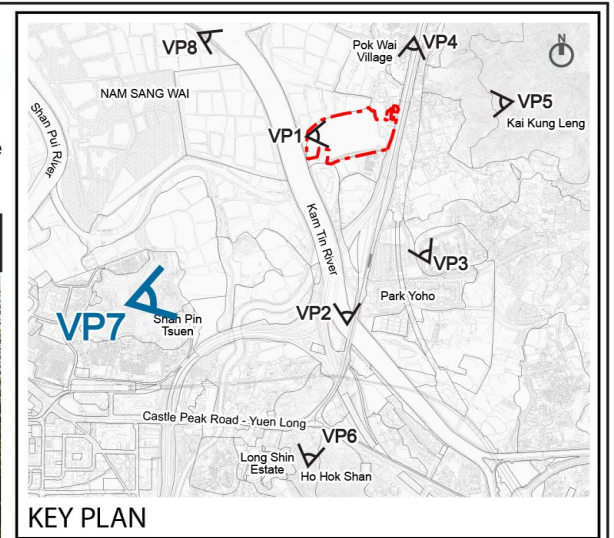 VP8
Pok Wai
Village
VP4
N
NAM SANG WAI
VP5
Kai Kung Leng
Shan Pui River
VP1
Kam Tin River
VP3
Park Yoho
VP7
Shan Pin
Tsuen
VP2
Castle Peak Road - Yuen Long
VP6
Long Shin
Estate
Ho Hok Shan
KEY PLAN